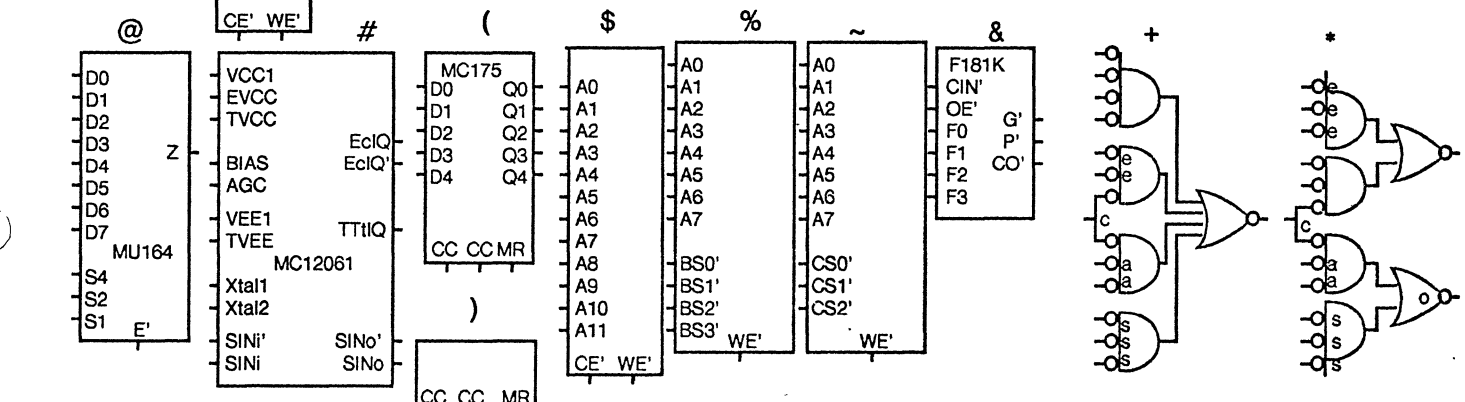 CE' WE'
@
D0
D1
D2
D3
D4
D5
D6
D7
Z
MU164
S4
S2
S1
E'
#
VCC1
EVCC
TVCC
EclQ
BIAS EclQ'
AGC
VEE1
TTtlQ
TVEE
MC12061
Xtal1
Xtal2
SINi' SINo'
SINi SINo
(
MC175
D0 Q0
D1 Q1
D2 Q2
D3 Q3
D4 Q4
CC CC MR
)
CC CC MR
$
A0
A1
A2
A3
A4
A5
A6
A7
A8
A9
A10
A11
CE' WE'
%
A0
A1
A2
A3
A4
A5
A6
A7
BS0'
BS1'
BS2'
BS3'
WE'
~
A0
A1
A2
A3
A4
A5
A6
A7
CS0'
CS1'
CS2'
WE'
&
F181K
CIN'
OE'
G'
F0
P'
F1
CO'
F2
F3
+
e
e
c
a
a
s
s
s
*
e
e
e
c
a
a
o
s
s
s